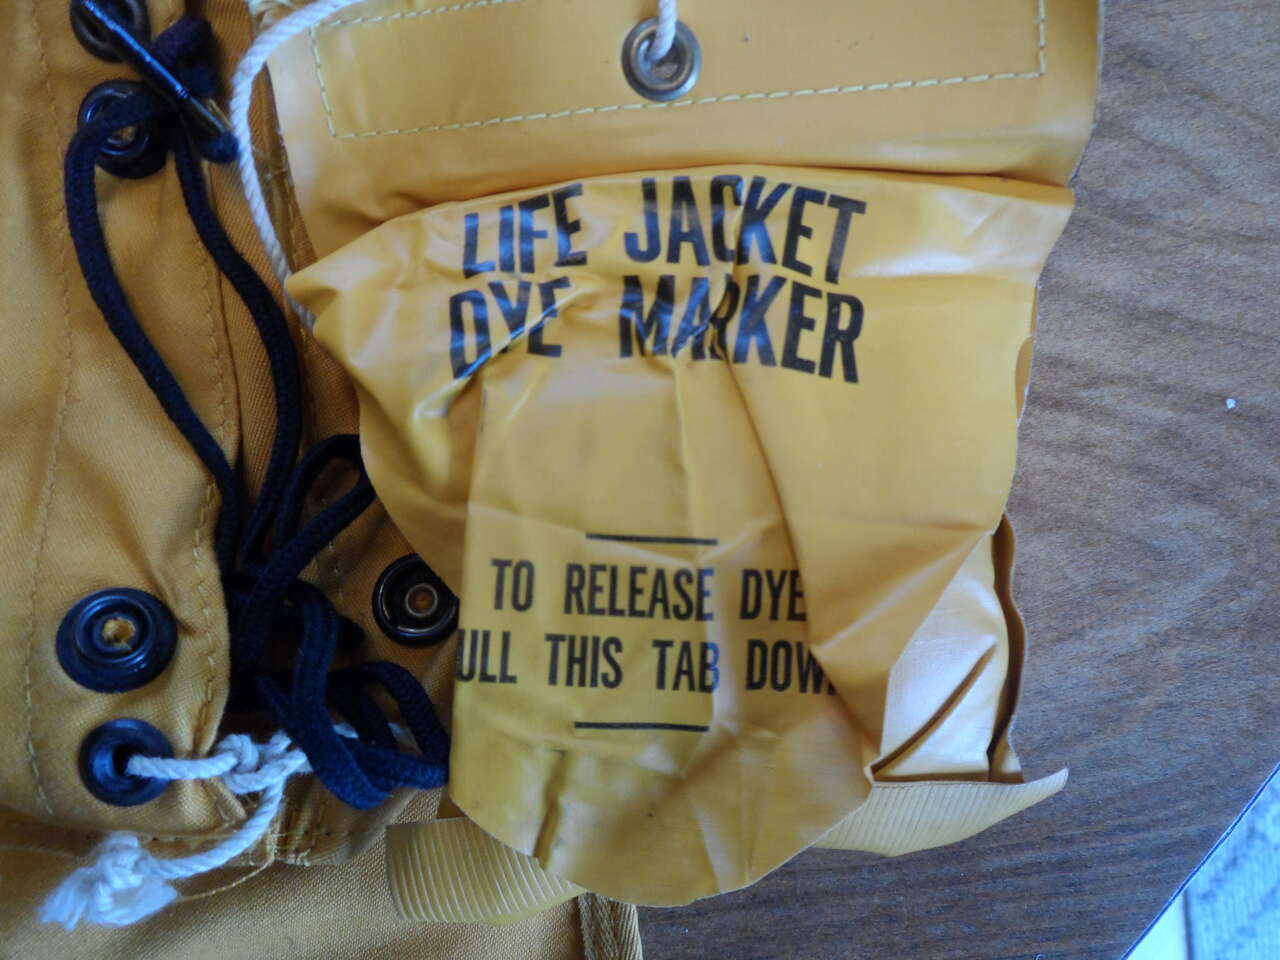 LIFE JACKET
DYE MARKER
TO RELEASE DYE
ULL THIS TAB DOW